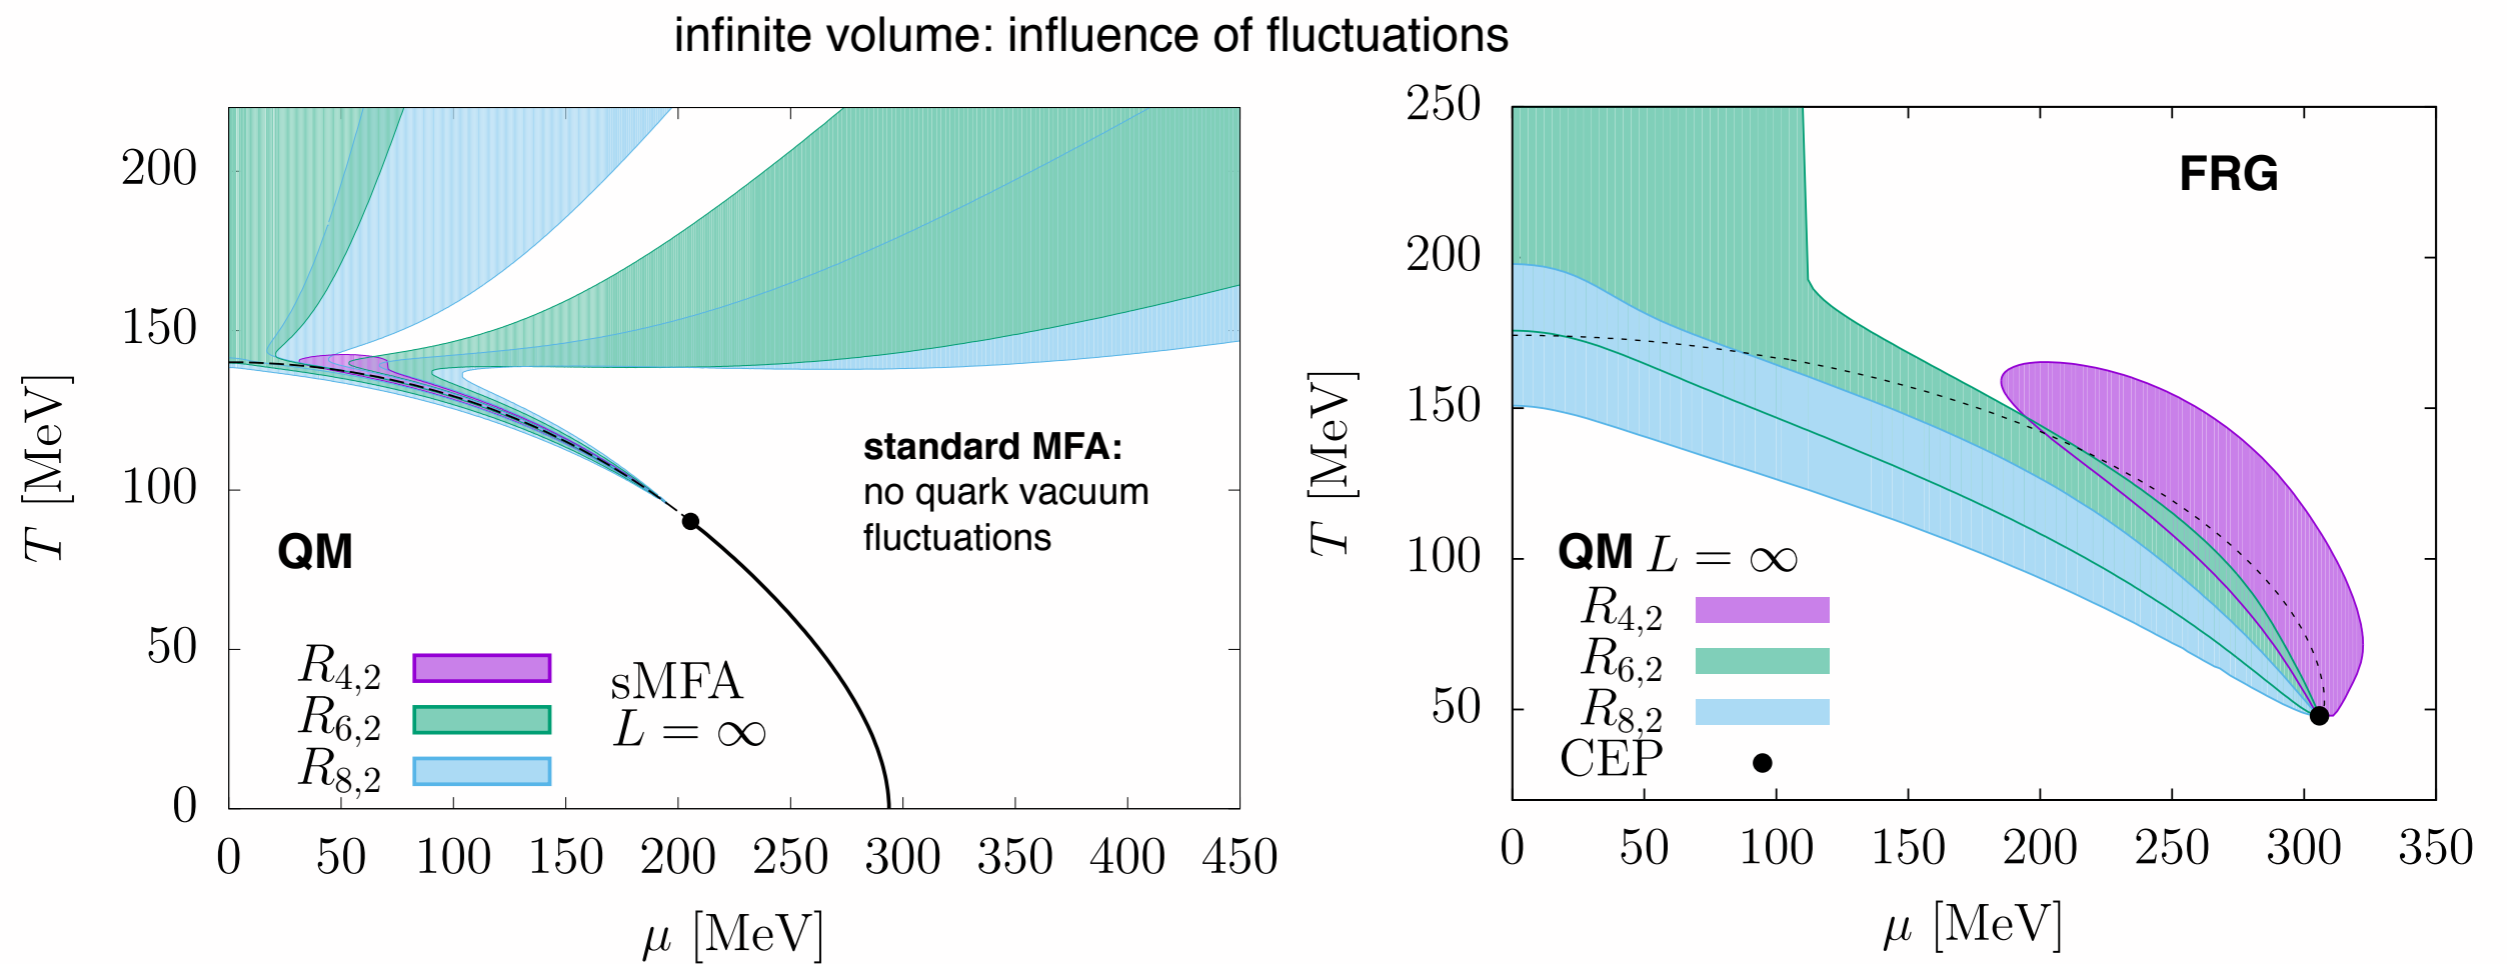 infinite volume: influence of fluctuations
200
150
100
50
0
T [MeV]
0 50 100 150 200 250 300 350 400 450
μ [MeV]
standard MFA:
no quark vacuum
fluctuations
QM
R4,2
R6,2
R8,2
sMFA
L = ∞
250
200
150
100
50
T [MeV]
0 50 100 150 200 250 300 350
μ [MeV]
FRG
QM L = ∞
R4,2
R6,2
R8,2
CEP